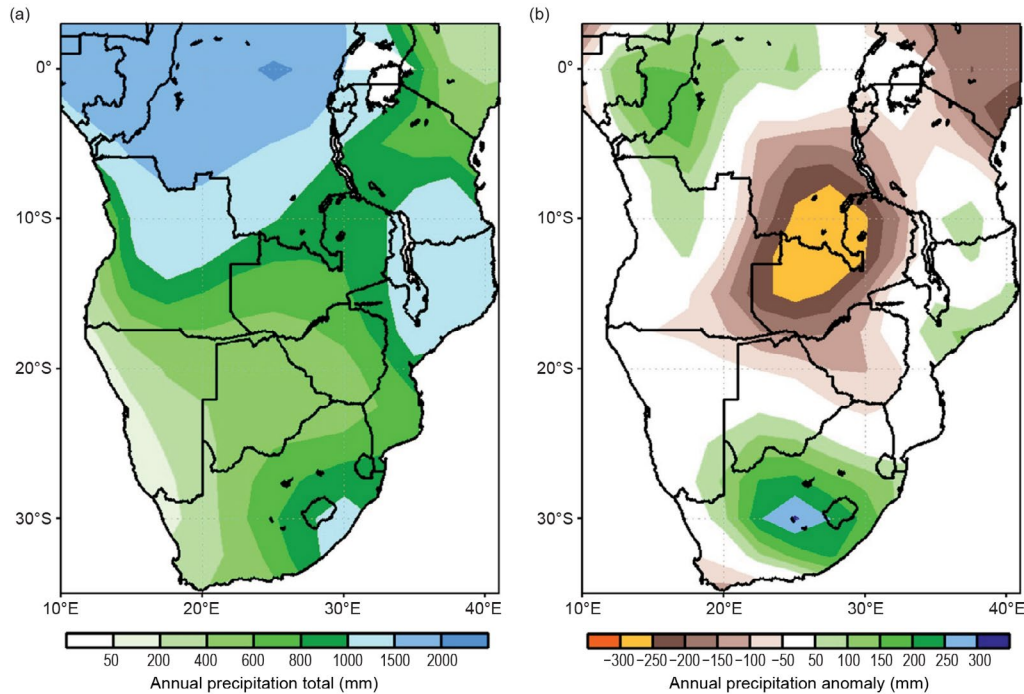 (a)
(b)
0°
10°S
20°S
30°S
10°E 20°E 30°E 40°E
50 200 400 600 800 1000 1500 2000
Annual precipitation total (mm)
0°
10°S
20°S
30°S
10°E 20°E 30°E 40°E
−300 −250 −200 −150 −100 −50 50 100 150 200 250 300
Annual precipitation anomaly (mm)